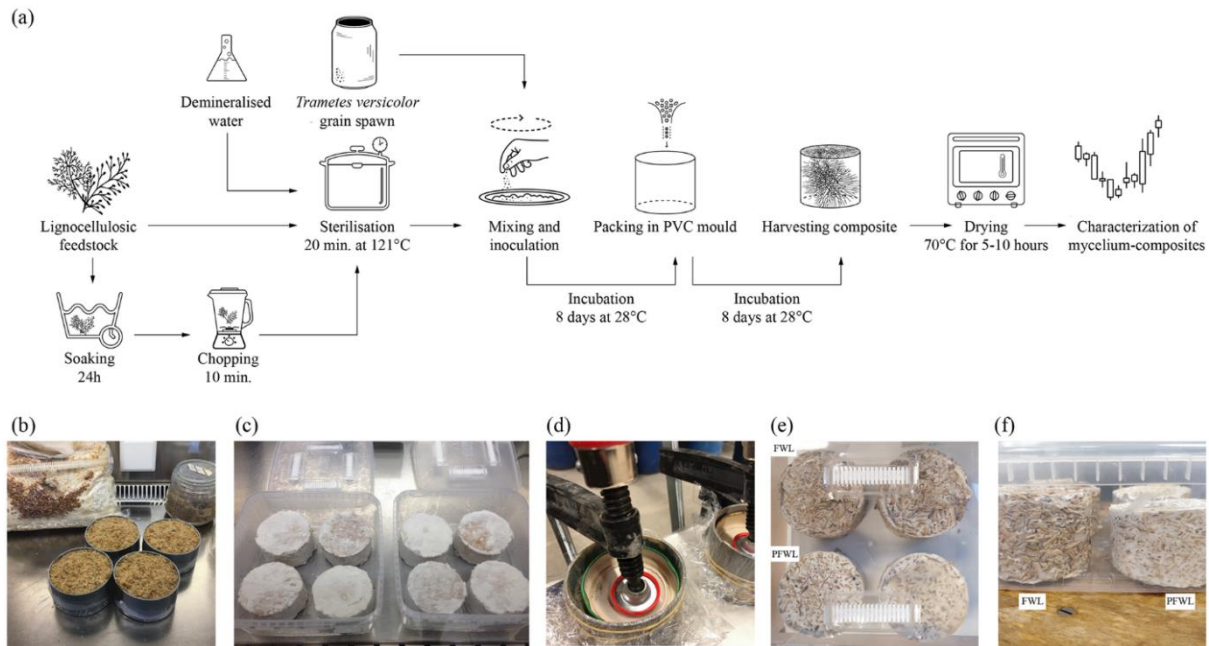 (a)
Demineralised
water
Trametes versicolor
grain spawn
Lignocellulosic
feedstock
Sterilisation
20 min. at 121°C
Mixing and
inoculation
Packing in PVC mould
Harvesting composite
Drying
70°C for 5-10 hours
Characterization of
mycelium-composites
Incubation
8 days at 28°C
Incubation
8 days at 28°C
Soaking
24h
Chopping
10 min.
(b)
(c)
(d)
(e)
(f)
FWL
PFWL
FWL
PFWL